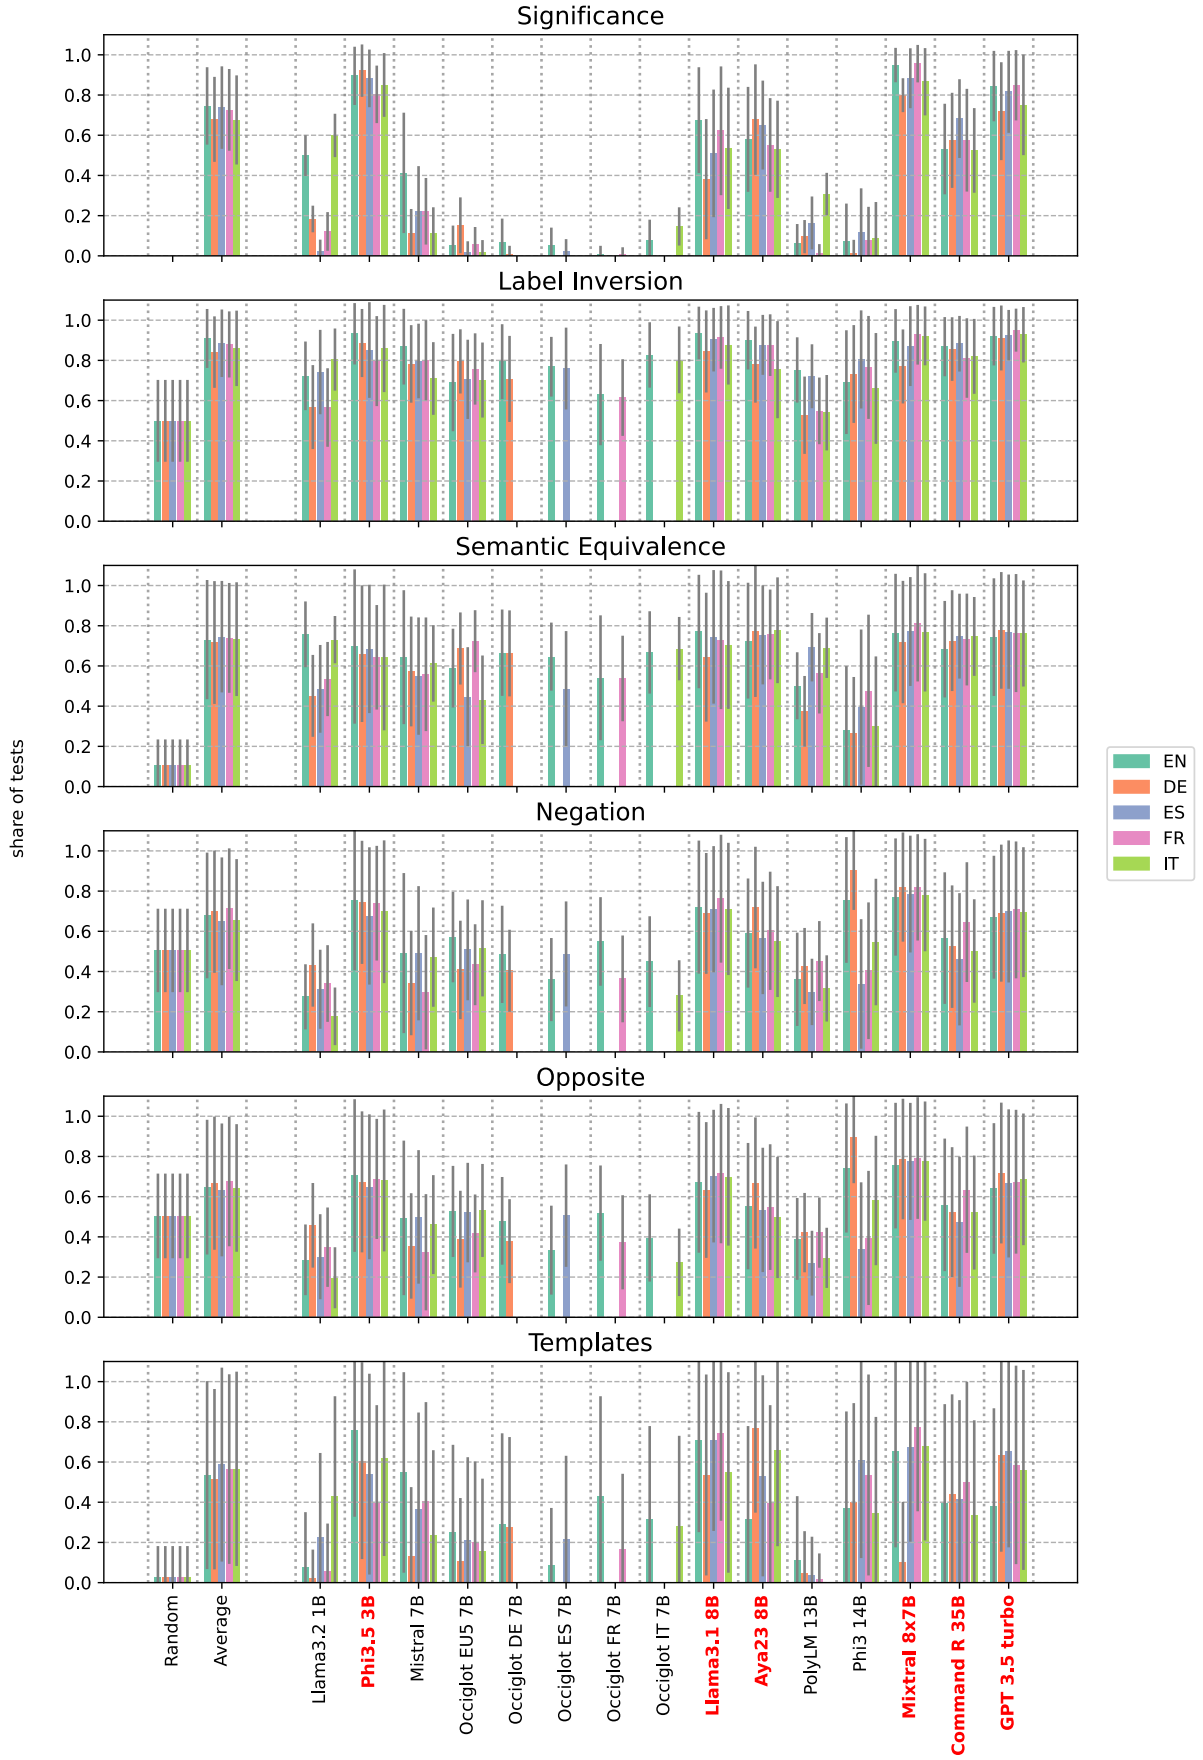 Significance
1.0
0.8
0.6
0.4
0.2
0.0
Label Inversion
1.0
0.8
0.6
0.4
0.2
0.0
Semantic Equivalence
1.0
0.8
0.6
0.4
0.2
0.0
share of tests
EN
DE
ES
FR
IT
Negation
1.0
0.8
0.6
0.4
0.2
0.0
Opposite
1.0
0.8
0.6
0.4
0.2
0.0
Templates
1.0
0.8
0.6
0.4
0.2
0.0
Random
Average
Llama3.2 1B
Phi3.5 3B
Mistral 7B
Occiglot EU5 7B
Occiglot DE 7B
Occiglot ES 7B
Occiglot FR 7B
Occiglot IT 7B
Llama3.1 8B
Aya23 8B
PolyLM 13B
Phi3 14B
Mixtral 8x7B
Command R 35B
GPT 3.5 turbo